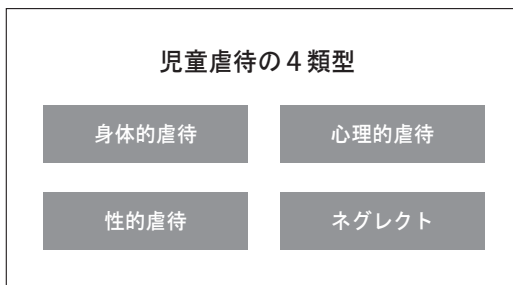 児童虐待の４類型
身体的虐待
心理的虐待
性的虐待
ネグレクト